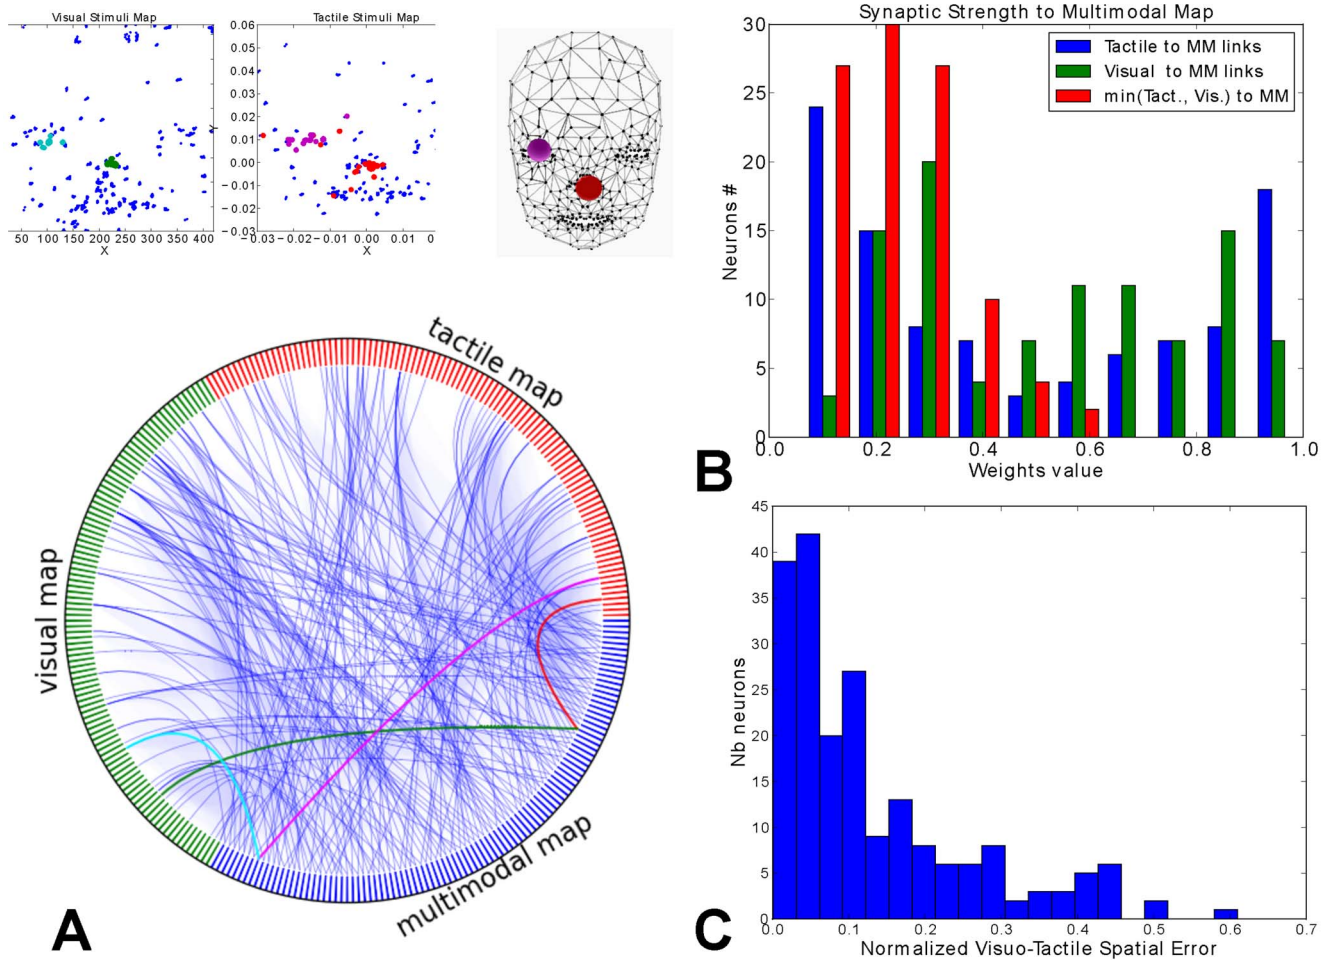 Visual Stimuli Map
50 100 150 200 250 300 350 400
X
Tactile Stimuli Map
0.06
0.05
0.04
0.03
0.02
0.01
0.00
−0.01
−0.02
−0.03
−0.03 −0.02 −0.01 0.00 0.01 0
X
Y
tactile map
visual map
multimodal map
A
Synaptic Strength to Multimodal Map
Tactile to MM links
Visual to MM links
min(Tact., Vis.) to MM
30
25
20
15
10
5
0
Neurons #
0.0 0.2 0.4 0.6 0.8 1.0
Weights value
B
45
40
35
30
25
20
15
10
5
0
Nb neurons
0.0 0.1 0.2 0.3 0.4 0.5 0.6 0.7
Normalized Visuo-Tactile Spatial Error
C